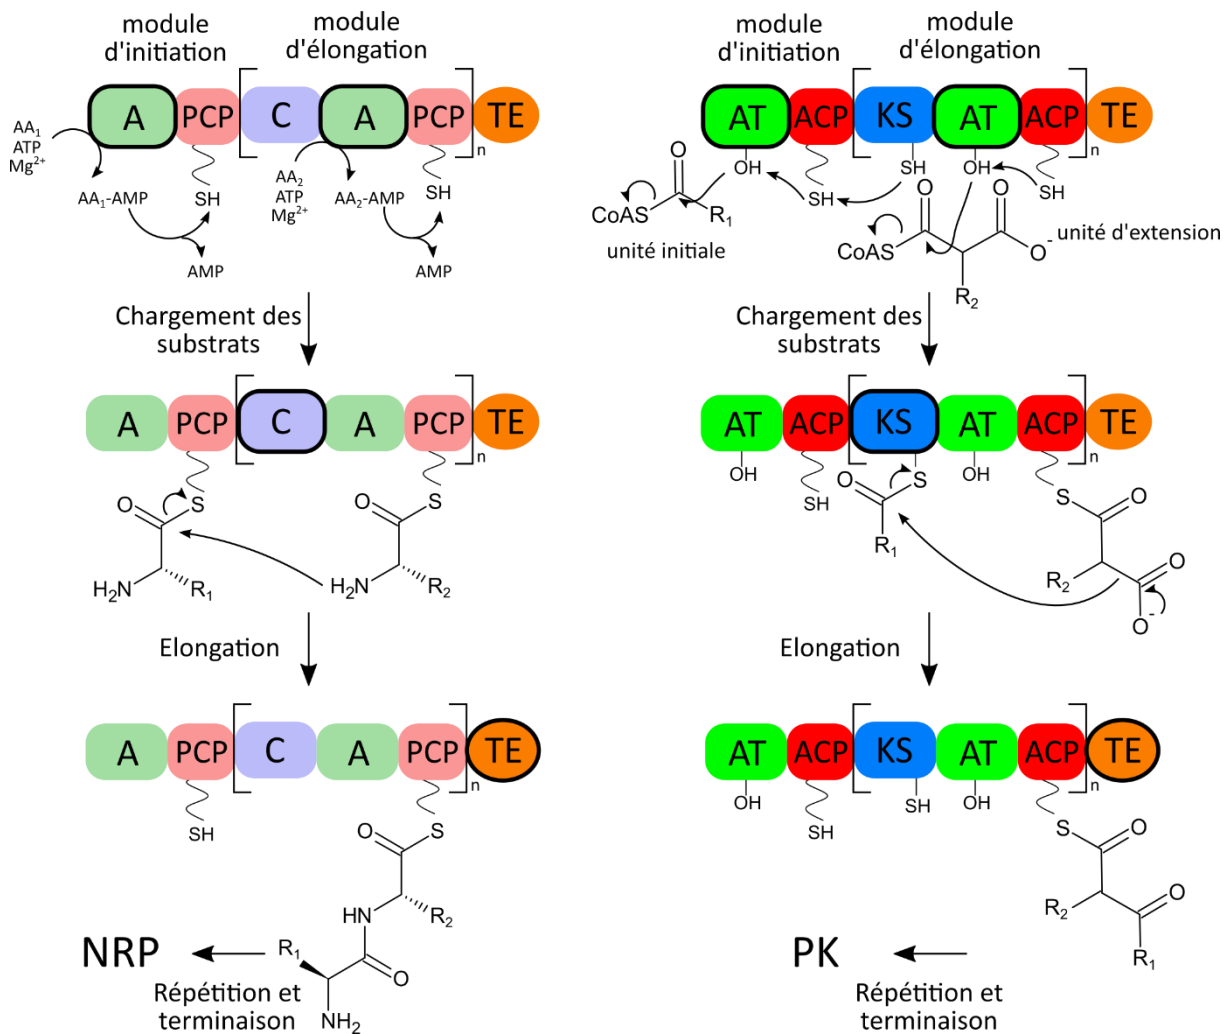 module
d'initiation
module
d'élongation
A
PCP
C
A
PCP
n
TE
AA1
ATP
Mg2+
AA1-AMP
SH
AMP
AA2
ATP
Mg2+
AA2-AMP
SH
AMP
Chargement des
substrats
A
PCP
C
A
PCP
n
TE
O
S
H2N
R1
O
S
H2N
R2
Elongation
A
PCP
C
A
PCP
n
TE
SH
O
S
HN
R2
R1
O
NH2
NRP
Répétition et
terminaison
module
d'initiation
module
d'élongation
AT
ACP
KS
AT
ACP
n
TE
OH
SH
SH
OH
SH
O
CoAS
R1
unité initiale
O
O
CoAS
O-
R2
unité d'extension
Chargement des
substrats
AT
ACP
KS
AT
ACP
n
TE
OH
SH
S
OH
O
R1
S
O
R2
O
O-
Elongation
AT
ACP
KS
AT
ACP
n
TE
OH
SH
SH
OH
S
O
R2
O
R1
PK
Répétition et
terminaison